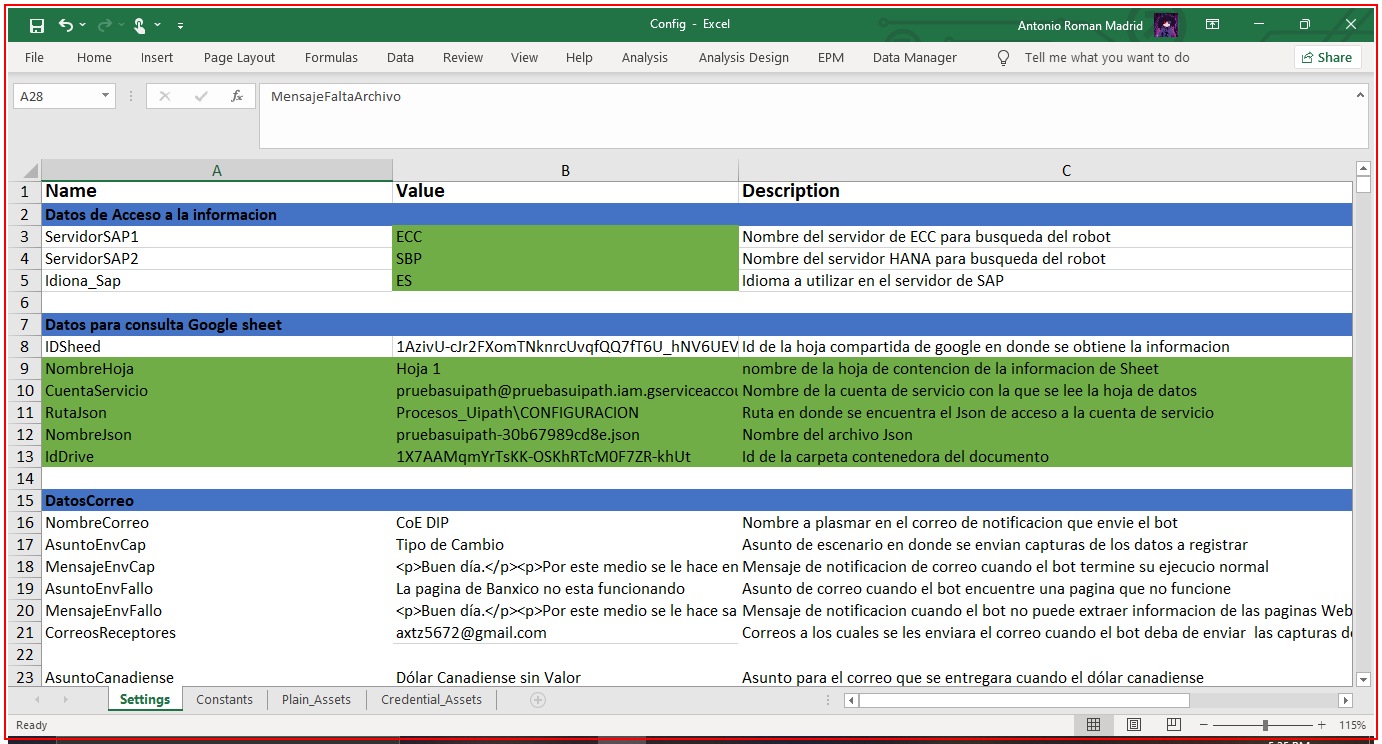 Config - Excel
Antonio Roman Madrid
File Home Insert Page Layout Formulas Data Review View Help Analysis Analysis Design EPM Data Manager Tell me what you want to do Share
A28 fx MensajeFaltaArchivo
A B C
1 Name Value Description
2 Datos de Acceso a la informacion
3 ServidorSAP1 ECC Nombre del servidor de ECC para busqueda del robot
4 ServidorSAP2 SBP Nombre del servidor HANA para busqueda del robot
5 Idiona_Sap ES Idioma a utilizar en el servidor de SAP
6
7 Datos para consulta Google sheet
8 IDSheed 1AzivU-cJr2FXomTNknrcUvqfQQ7fT6U_hNV6UEV Id de la hoja compartida de google en donde se obtiene la informacion
9 NombreHoja Hoja 1 nombre de la hoja de contencion de la informacion de Sheet
10 CuentaServicio pruebasuipath@pruebasuipath.iam.gserviceaccou Nombre de la cuenta de servicio con la que se lee la hoja de datos
11 RutaJson Procesos_Uipath\CONFIGURACION Ruta en donde se encuentra el Json de acceso a la cuenta de servicio
12 NombreJson pruebasuipath-30b67989cd8e.json Nombre del archivo Json
13 IdDrive 1X7AAMqmYrTsKK-OSKhRTcM0F7ZR-khUt Id de la carpeta contenedora del documento
14
15 DatosCorreo
16 NombreCorreo CoE DIP Nombre a plasmar en el correo de notificacion que envie el bot
17 AsuntoEnvCap Tipo de Cambio Asunto de escenario en donde se envian capturas de los datos a registrar
18 MensajeEnvCap <p>Buen día.</p><p>Por este medio se le hace en Mensaje de notificacion de correo cuando el bot termine su ejecucio normal
19 AsuntoEnvFallo La pagina de Banxico no esta funcionando Asunto de correo cuando el bot encuentre una pagina que no funcione
20 MensajeEnvFallo <p>Buen día.</p><p>Por este medio se le hace sa Mensaje de notificacion cuando el bot no puede extraer informacion de las paginas Web
21 CorreosReceptores axtz5672@gmail.com Correos a los cuales se les enviara el correo cuando el bot deba de enviar las capturas de
22
23 AsuntoCanadiense Dólar Canadiense sin Valor Asunto para el correo que se entregara cuando el dólar canadiense
Settings Constants Plain_Assets Credential_Assets
Ready 115%